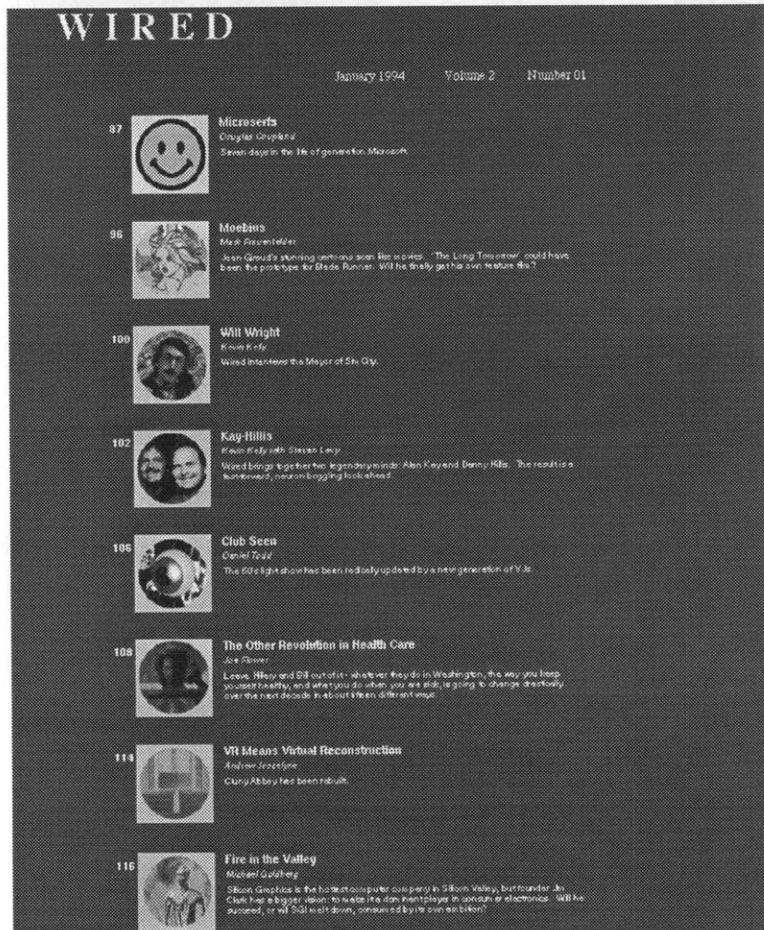 WIRED
January 1994 Volume 2 Number 01
87
Microserfs
Douglas Coupland
Seven days in the life of generation Microsoft.
96
Moebius
Mark Frauenfelder
Jean Giraud's stunning cartoons scan like movies. "The Long Tomorrow" could have
been the prototype for Blade Runner. Will he finally get his own feature film?
100
Will Wright
Kevin Kelly
Wired interviews the Mayor of Sim City.
102
Kay-Hillis
Kevin Kelly with Steven Levy
Wired brings together two legendary minds: Alan Kay and Danny Hillis. The result is a
fast-forward, neuron boggling look ahead.
106
Club Seen
Daniel Todd
The 60's light show has been radically updated by a new generation of VJs.
108
The Other Revolution in Health Care
Joe Flower
Leave Hillary and Bill out of it - whatever they do in Washington, the way you keep
yourself healthy, and what you do when you are sick, is going to change drastically
over the next decade in about fifteen different ways.
114
VR Means Virtual Reconstruction
Andrew Joscelyne
Cluny Abbey has been rebuilt.
116
Fire in the Valley
Michael Goldberg
Silicon Graphics is the hottest computer company in Silicon Valley, but founder Jim
Clark has a bigger vision: to make it a dominant player in consumer electronics. Will he
succeed, or will SGI melt down, consumed by its own ambition?